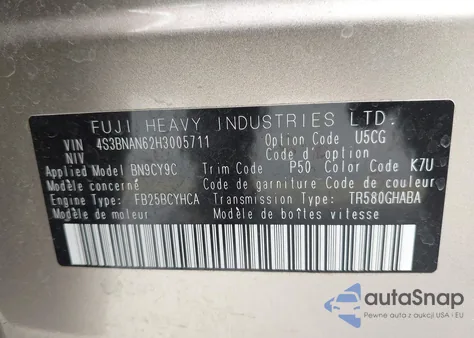 FUJI HEAVY INDUSTRIES LTD.
VIN 4S3BNAN62H3005711 Option Code U5CG
NIV Code d'option
Applied Model BN9CY9C Trim Code P50 Color Code K7U
Modèle concerné Code de garniture Code de couleur
Engine Type, FB25BCYHCA Transmission Type, TR580GHABA
Modèle de moteur Modèle de boîtes vitesse
autoSnap
Pewne auta z aukcji USA i EU